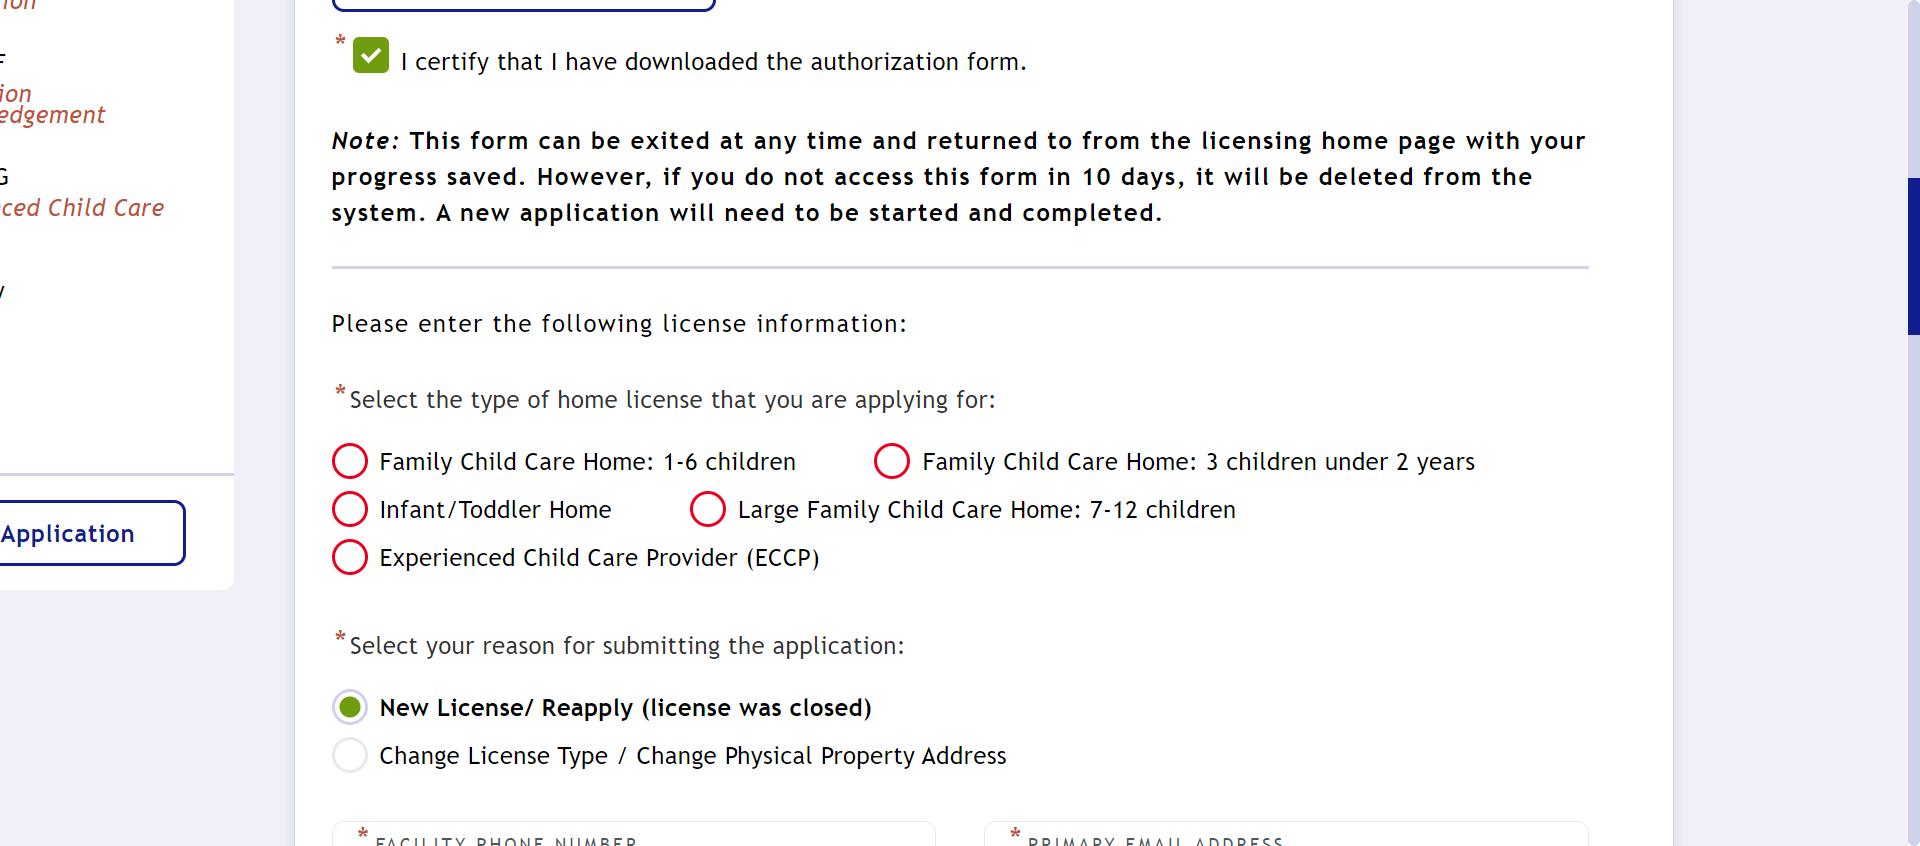 ion
edgement
G
ced Child Care
Application
* I certify that I have downloaded the authorization form.
Note: This form can be exited at any time and returned to from the licensing home page with your
progress saved. However, if you do not access this form in 10 days, it will be deleted from the
system. A new application will need to be started and completed.
Please enter the following license information:
*Select the type of home license that you are applying for:
Family Child Care Home: 1-6 children
Family Child Care Home: 3 children under 2 years
Infant/Toddler Home
Large Family Child Care Home: 7-12 children
Experienced Child Care Provider (ECCP)
*Select your reason for submitting the application:
New License/ Reapply (license was closed)
Change License Type / Change Physical Property Address
* FACILITY PHONE NUMBER
* PRIMARY EMAIL ADDRESS